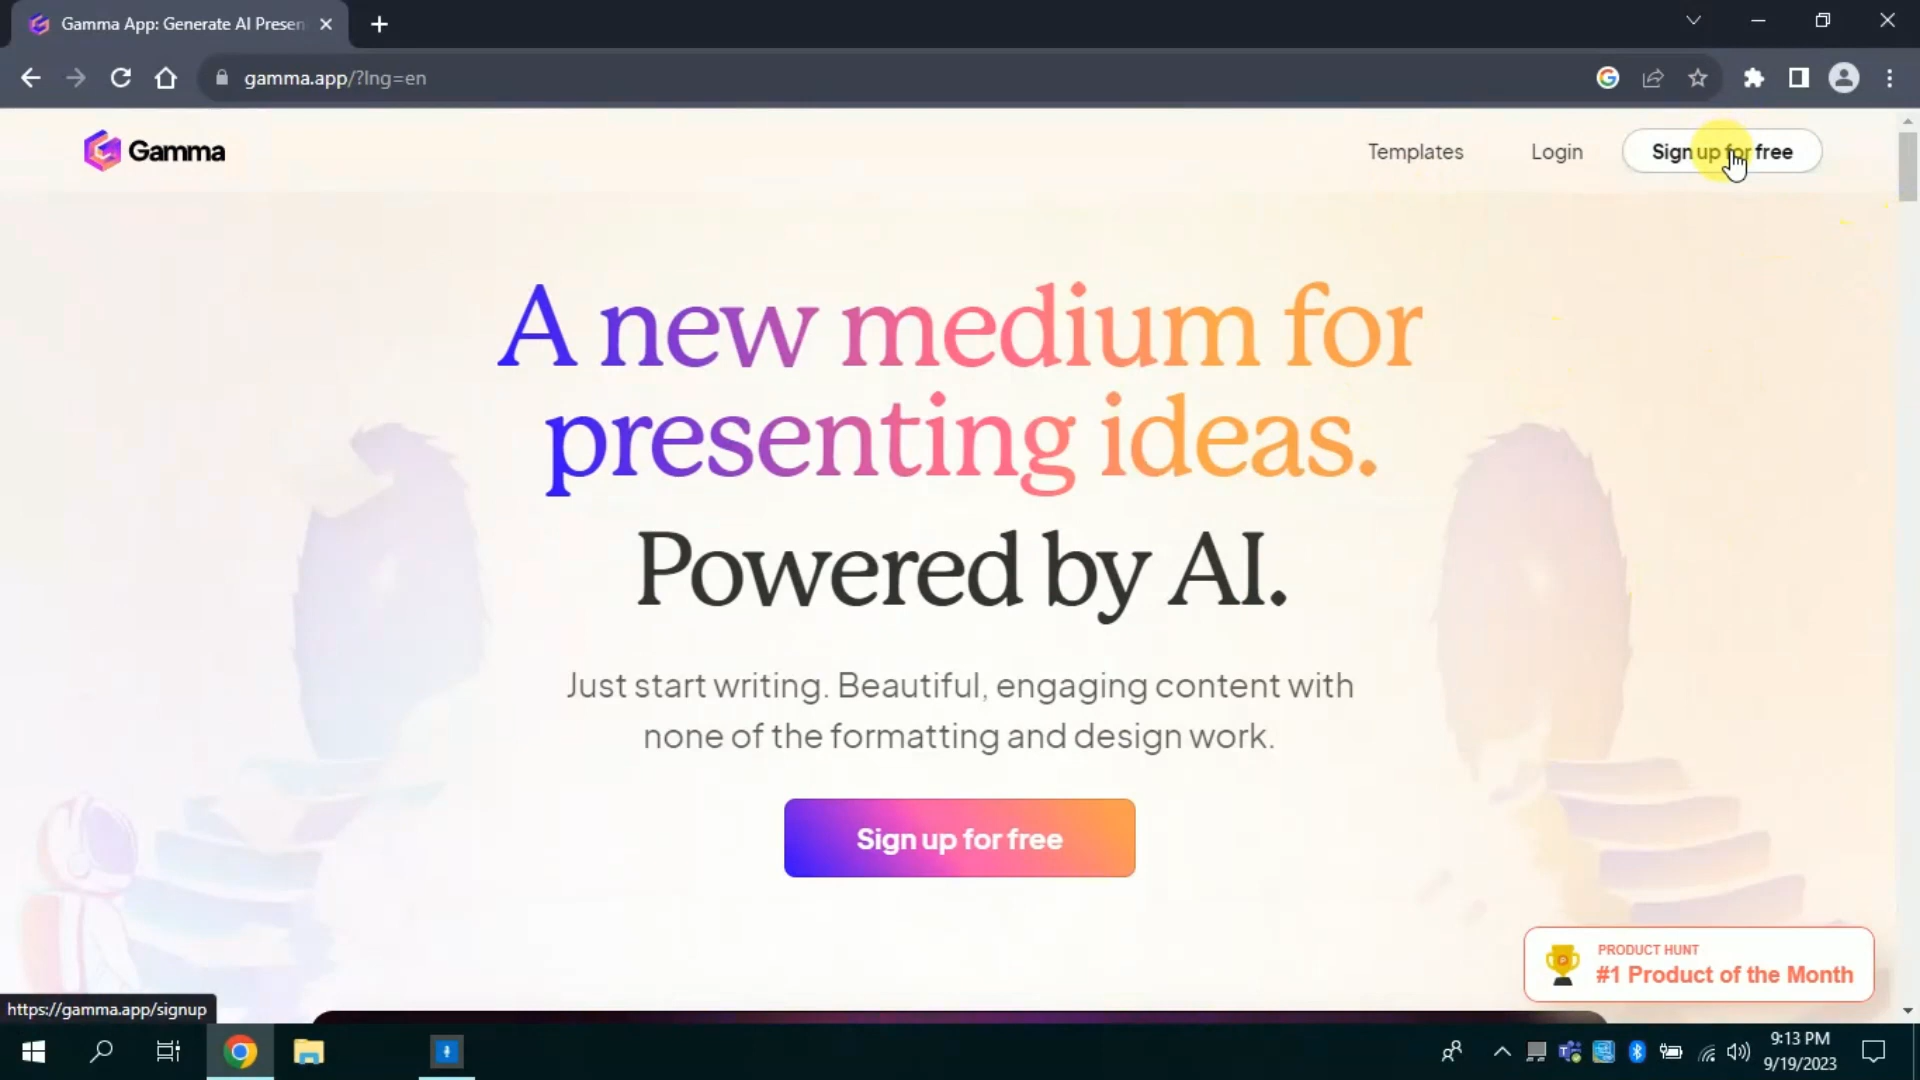 Gamma App: Generate AI Presen
gamma.app/?lng=en
Gamma
Templates
Login
Sign up for free
A new medium for
presenting ideas.
Powered by AI.
Just start writing. Beautiful, engaging content with
none of the formatting and design work.
Sign up for free
PRODUCT HUNT
#1 Product of the Month
https://gamma.app/signup
9:13 PM
9/19/2023